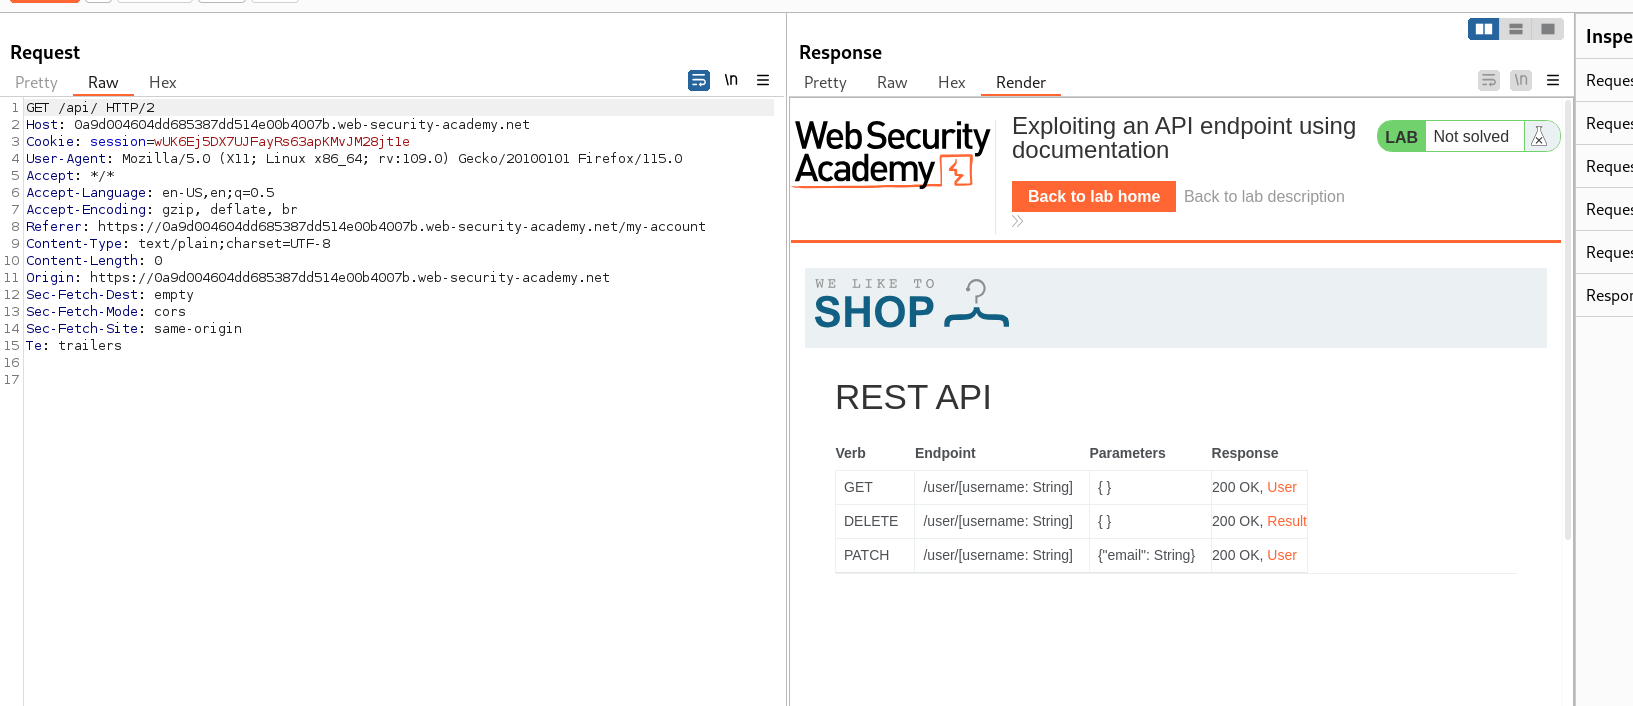 Request
Pretty Raw Hex
\n
1 GET /api/ HTTP/2
2 Host: 0a9d004604dd685387dd514e00b4007b.web-security-academy.net
3 Cookie: session=wUK6Ej5DX7UJFayRs63apKMvJM28jt1e
4 User-Agent: Mozilla/5.0 (X11; Linux x86_64; rv:109.0) Gecko/20100101 Firefox/115.0
5 Accept: */*
6 Accept-Language: en-US,en;q=0.5
7 Accept-Encoding: gzip, deflate, br
8 Referer: https://0a9d004604dd685387dd514e00b4007b.web-security-academy.net/my-account
9 Content-Type: text/plain;charset=UTF-8
10 Content-Length: 0
11 Origin: https://0a9d004604dd685387dd514e00b4007b.web-security-academy.net
12 Sec-Fetch-Dest: empty
13 Sec-Fetch-Mode: cors
14 Sec-Fetch-Site: same-origin
15 Te: trailers
16
17
Response
Pretty Raw Hex Render
\n
Web Security
Academy
Exploiting an API endpoint using
documentation
LAB Not solved
Back to lab home Back to lab description
WE LIKE TO
SHOP
REST API
Verb Endpoint Parameters Response
GET /user/[username: String] { } 200 OK, User
DELETE /user/[username: String] { } 200 OK, Result
PATCH /user/[username: String] {"email": String} 200 OK, User
Inspe
Reques
Reques
Reques
Reques
Reques
Respon